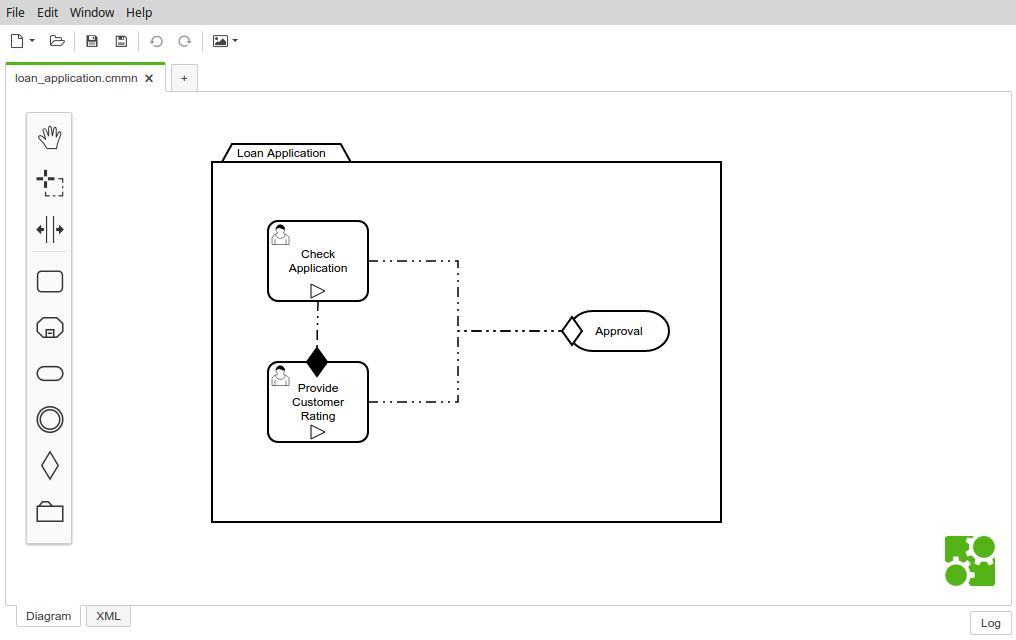 File Edit Window Help
loan_application.cmmn ✕ +
Loan Application
Check
Application
Approval
Provide
Customer
Rating
Diagram XML
Log